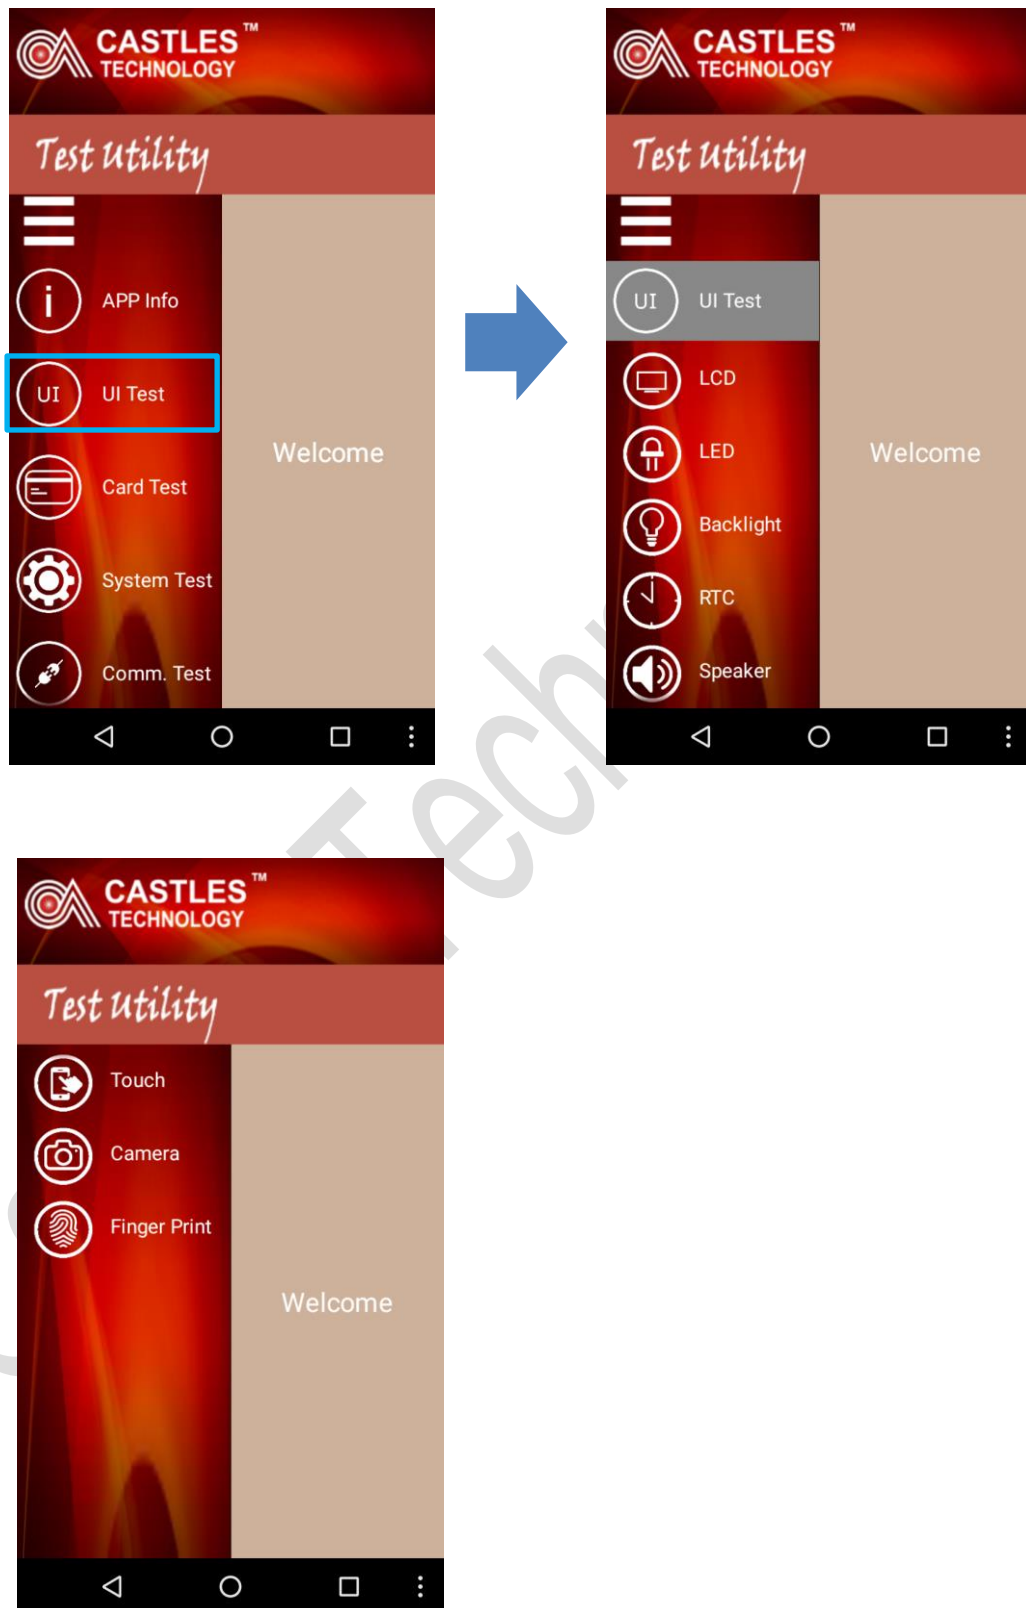 CASTLES™
TECHNOLOGY
Test Utility
APP Info
UI UI Test
Card Test
System Test
Comm. Test
Welcome
CASTLES™
TECHNOLOGY
Test Utility
UI UI Test
LCD
LED
Backlight
RTC
Speaker
Welcome
CASTLES™
TECHNOLOGY
Test Utility
Touch
Camera
Finger Print
Welcome